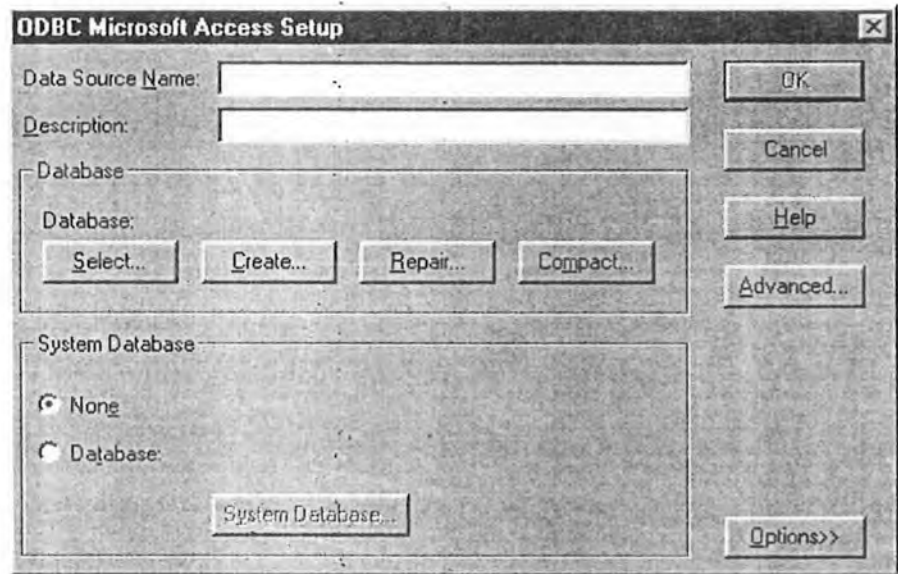 ODBC Microsoft Access Setup
Data Source Name:
OK
Description:
Cancel
Database
Database:
Help
Select...
Create...
Repair...
Compact...
Advanced...
System Database
None
Database:
System Database...
Options>>